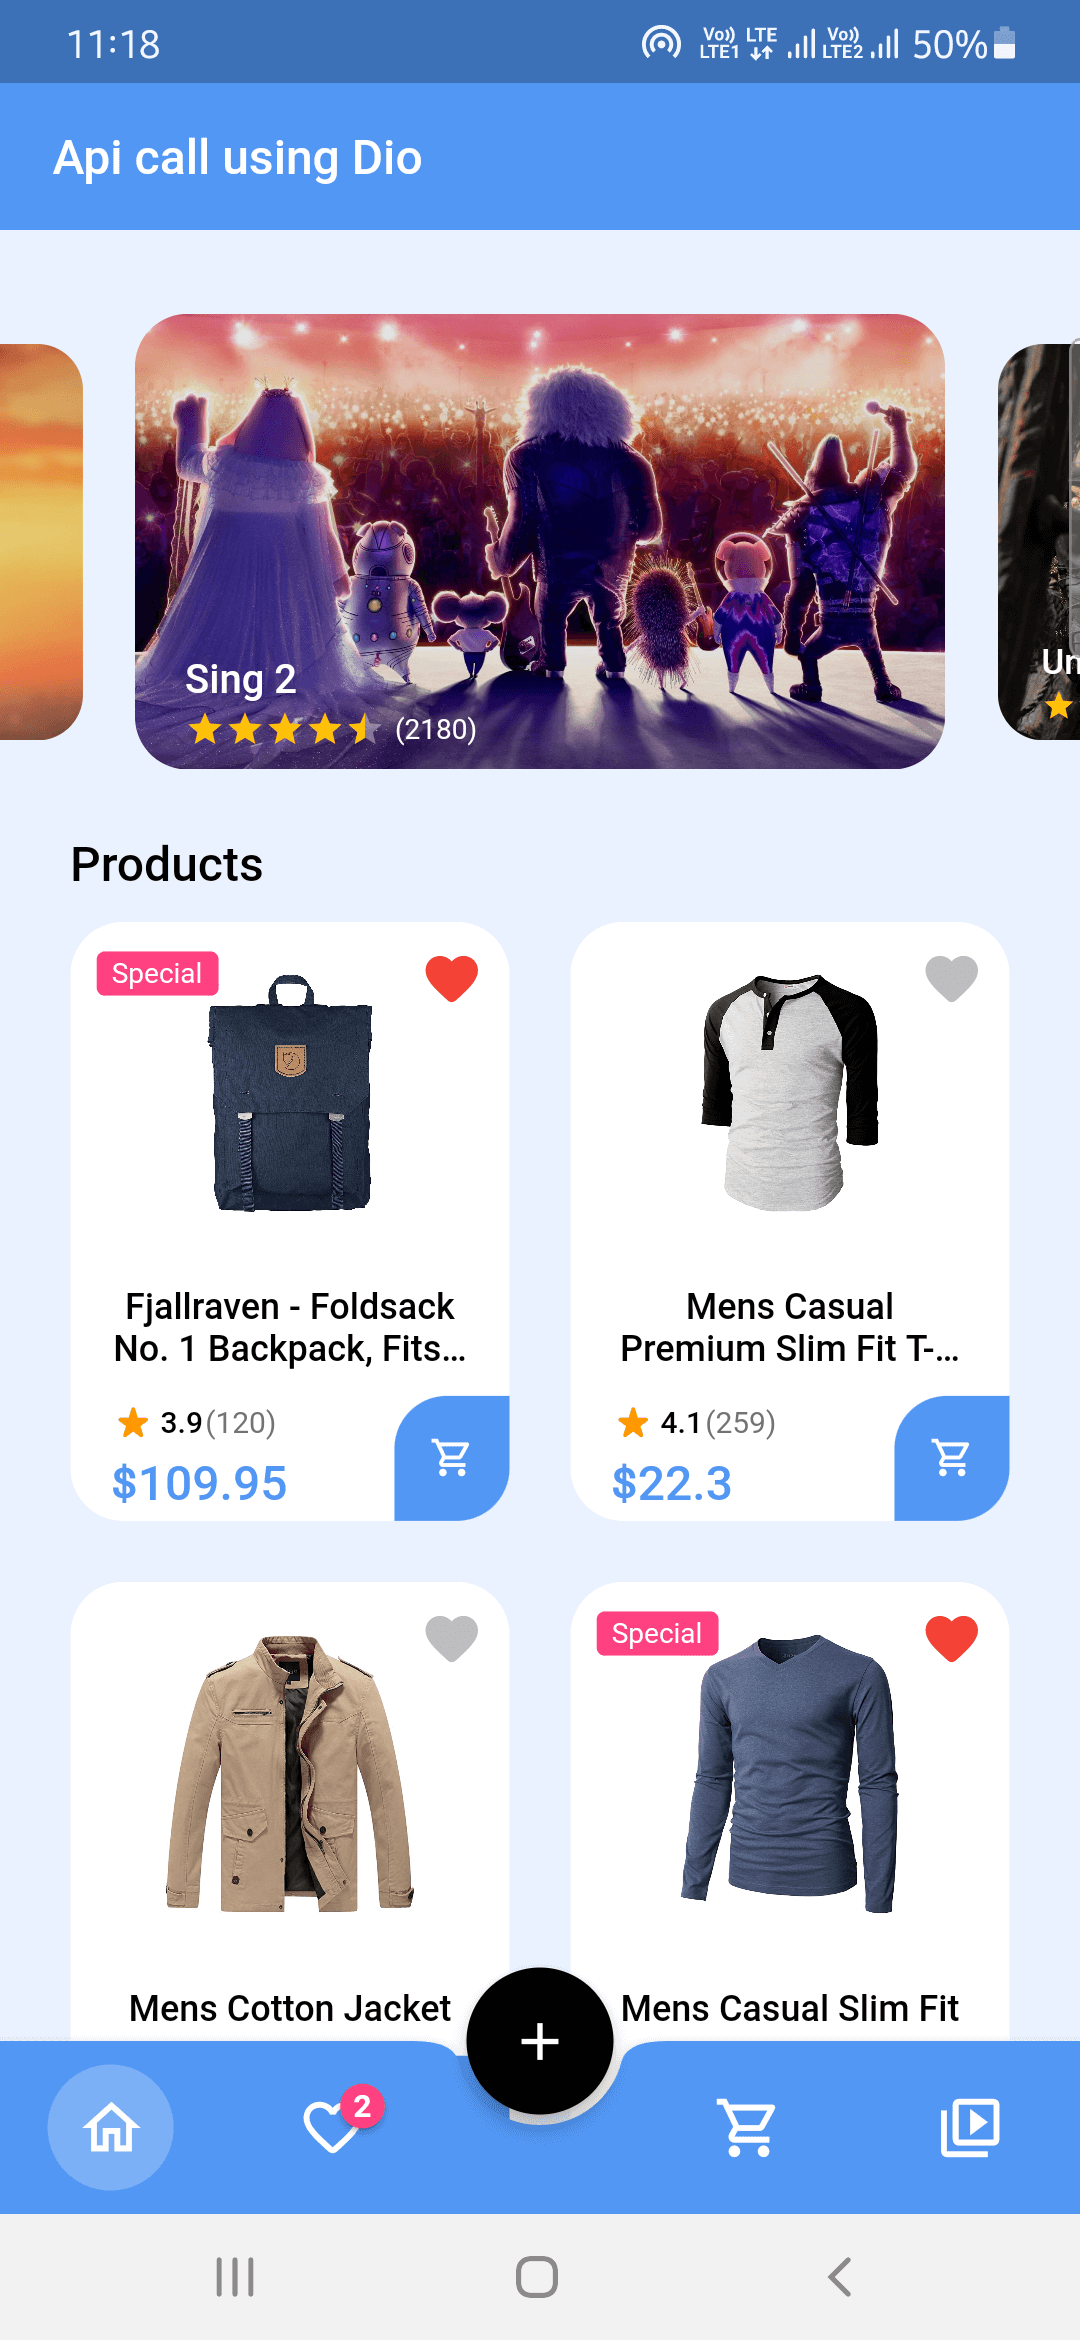 11:18
Vo)) LTE
LTE1
Vo))
LTE2
50%
Api call using Dio
Sing 2
(2180)
Un
Products
Special
Fjallraven - Foldsack
No. 1 Backpack, Fits...
3.9(120)
$109.95
Mens Casual
Premium Slim Fit T-...
4.1(259)
$22.3
Mens Cotton Jacket
Special
Mens Casual Slim Fit
2